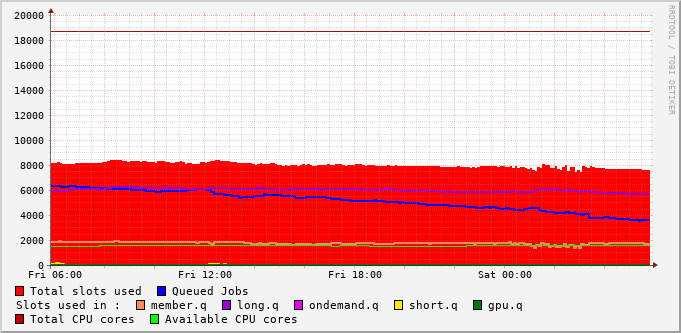 RRDTOOL / TOBI OETIKER
20000
18000
16000
14000
12000
10000
8000
6000
4000
2000
0
Fri 06:00 Fri 12:00 Fri 18:00 Sat 00:00
Total slots used Queued Jobs
Slots used in : member.q long.q ondemand.q short.q gpu.q
Total CPU cores Available CPU cores